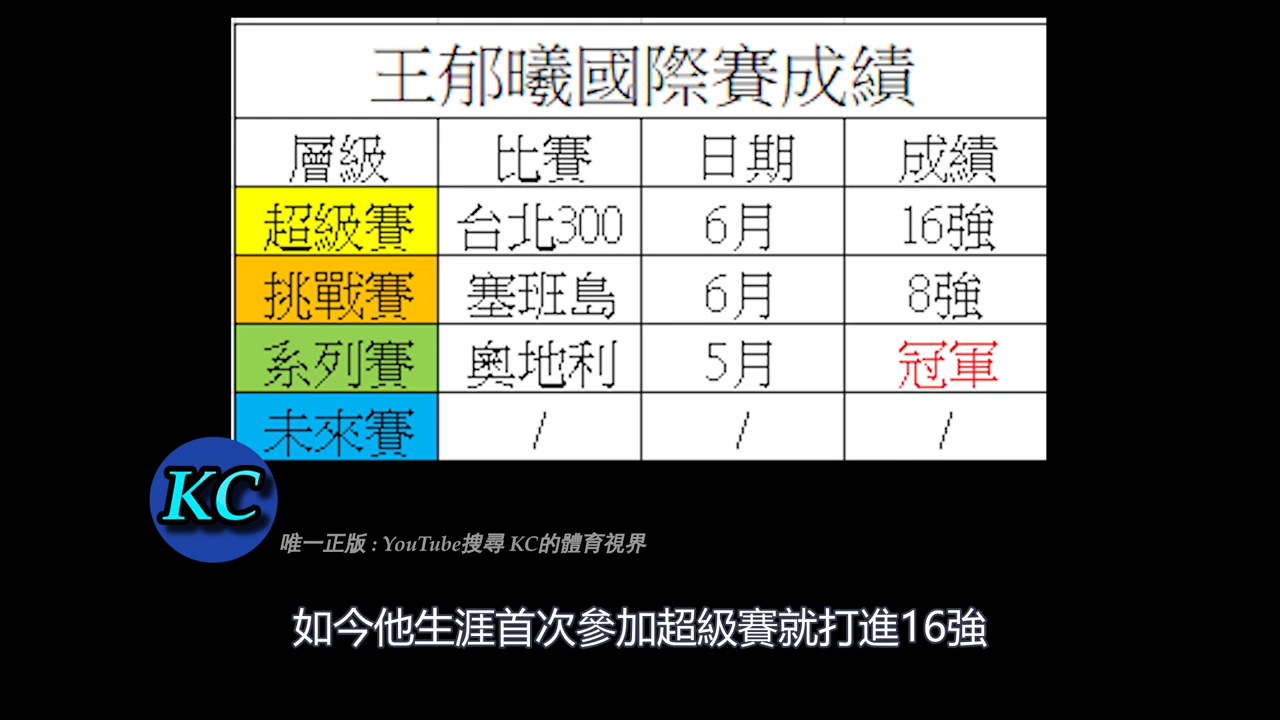 王郁曦國際賽成績
層級 比賽 日期 成績
超級賽 台北300 6月 16強
挑戰賽 塞班島 6月 8強
系列賽 奧地利 5月 冠軍
未來賽 / / /
KC
唯一正版 : YouTube搜尋 KC的體育視界
如今他生涯首次參加超級賽就打進16強